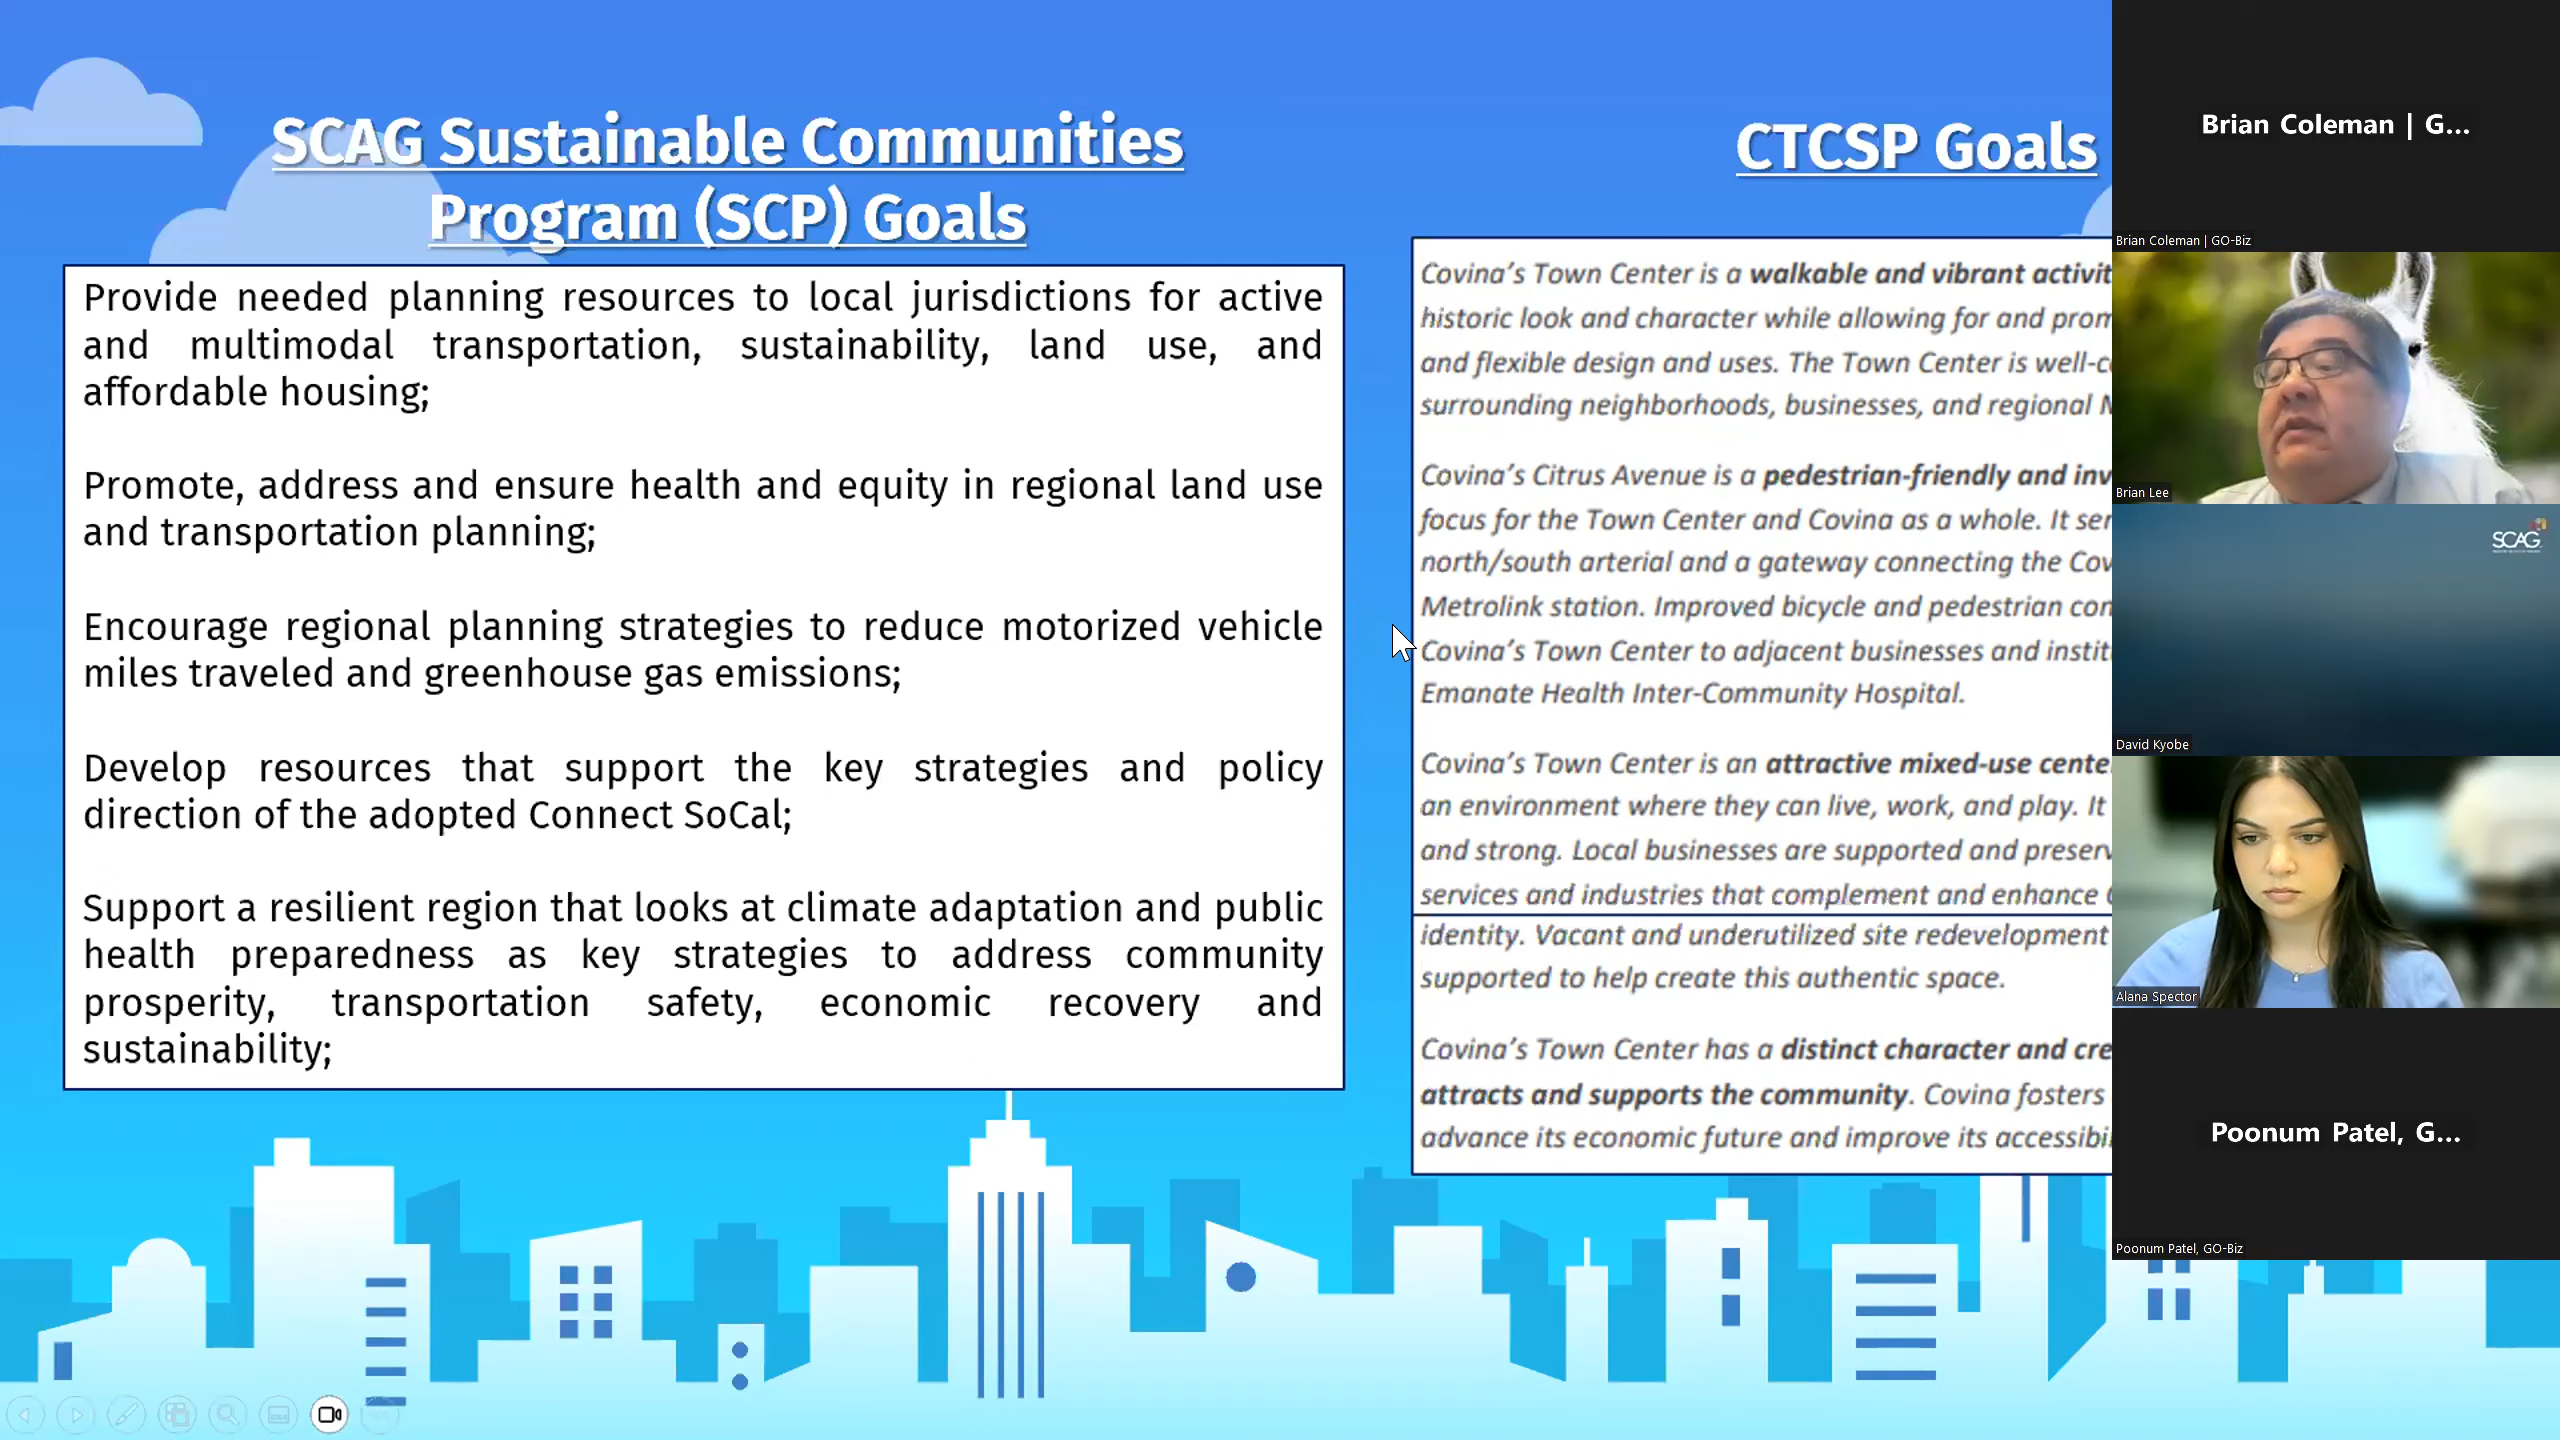 SCAG Sustainable Communities
Program (SCP) Goals
Provide needed planning resources to local jurisdictions for active
and multimodal transportation, sustainability, land use, and
affordable housing;
Promote, address and ensure health and equity in regional land use
and transportation planning;
Encourage regional planning strategies to reduce motorized vehicle
miles traveled and greenhouse gas emissions;
Develop resources that support the key strategies and policy
direction of the adopted Connect SoCal;
Support a resilient region that looks at climate adaptation and public
health preparedness as key strategies to address community
prosperity, transportation safety, economic recovery and
sustainability;
CTCSP Goals
Covina’s Town Center is a walkable and vibrant
historic look and character while allowing for and
and flexible design and uses. The Town Center is
surrounding neighborhoods, businesses, and regional
Covina’s Citrus Avenue is a pedestrian-friendly and
focus for the Town Center and Covina as a whole. It
north/south arterial and a gateway connecting the
Metrolink station. Improved bicycle and pedestrian
Covina’s Town Center to adjacent businesses and
Emanate Health Inter-Community Hospital.
Covina’s Town Center is an attractive mixed-use
an environment where they can live, work, and play. It
and strong. Local businesses are supported and
services and industries that complement and enhance
identity. Vacant and underutilized site redevelopment
supported to help create this authentic space.
Covina’s Town Center has a distinct character and
attracts and supports the community. Covina fosters
advance its economic future and improve its
Brian Coleman | G...
Brian Coleman | GO-Biz
Brian Lee
SCAG
David Kyobe
Alana Spector
Poonum Patel, G...
Poonum Patel, GO-Biz